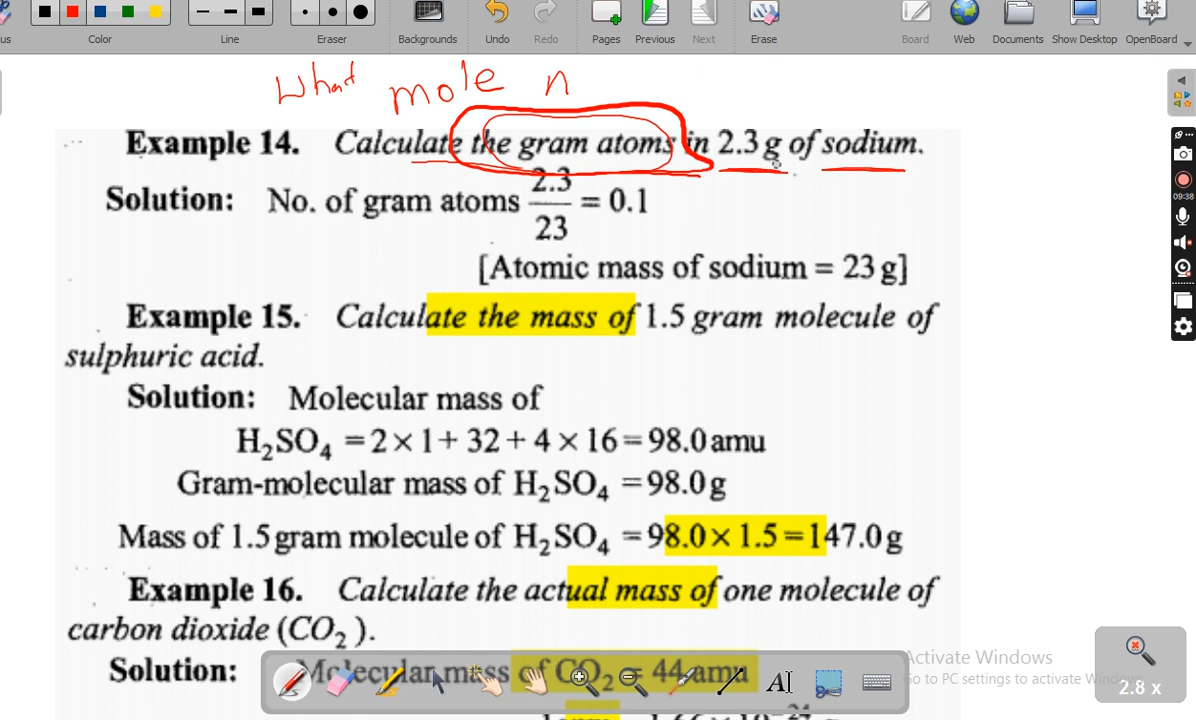 us
Color
Line
Eraser
Backgrounds
Undo
Redo
Pages
Previous
Next
Erase
Board
Web
Documents
Show Desktop
OpenBoard
What mole n
Example 14. Calculate the gram atoms in 2.3 g of sodium.
Solution: No. of gram atoms 2.3/23 = 0.1
[Atomic mass of sodium = 23 g]
Example 15. Calculate the mass of 1.5 gram molecule of
sulphuric acid.
Solution: Molecular mass of
H₂SO₄ = 2 × 1 + 32 + 4 × 16 = 98.0 amu
Gram-molecular mass of H₂SO₄ = 98.0 g
Mass of 1.5 gram molecule of H₂SO₄ = 98.0 × 1.5 = 147.0 g
Example 16. Calculate the actual mass of one molecule of
carbon dioxide (CO₂).
Solution: Molecular mass of CO₂ = 44 amu
09:38
Activate Windows
Go to PC settings to activate Windows
2.8 x